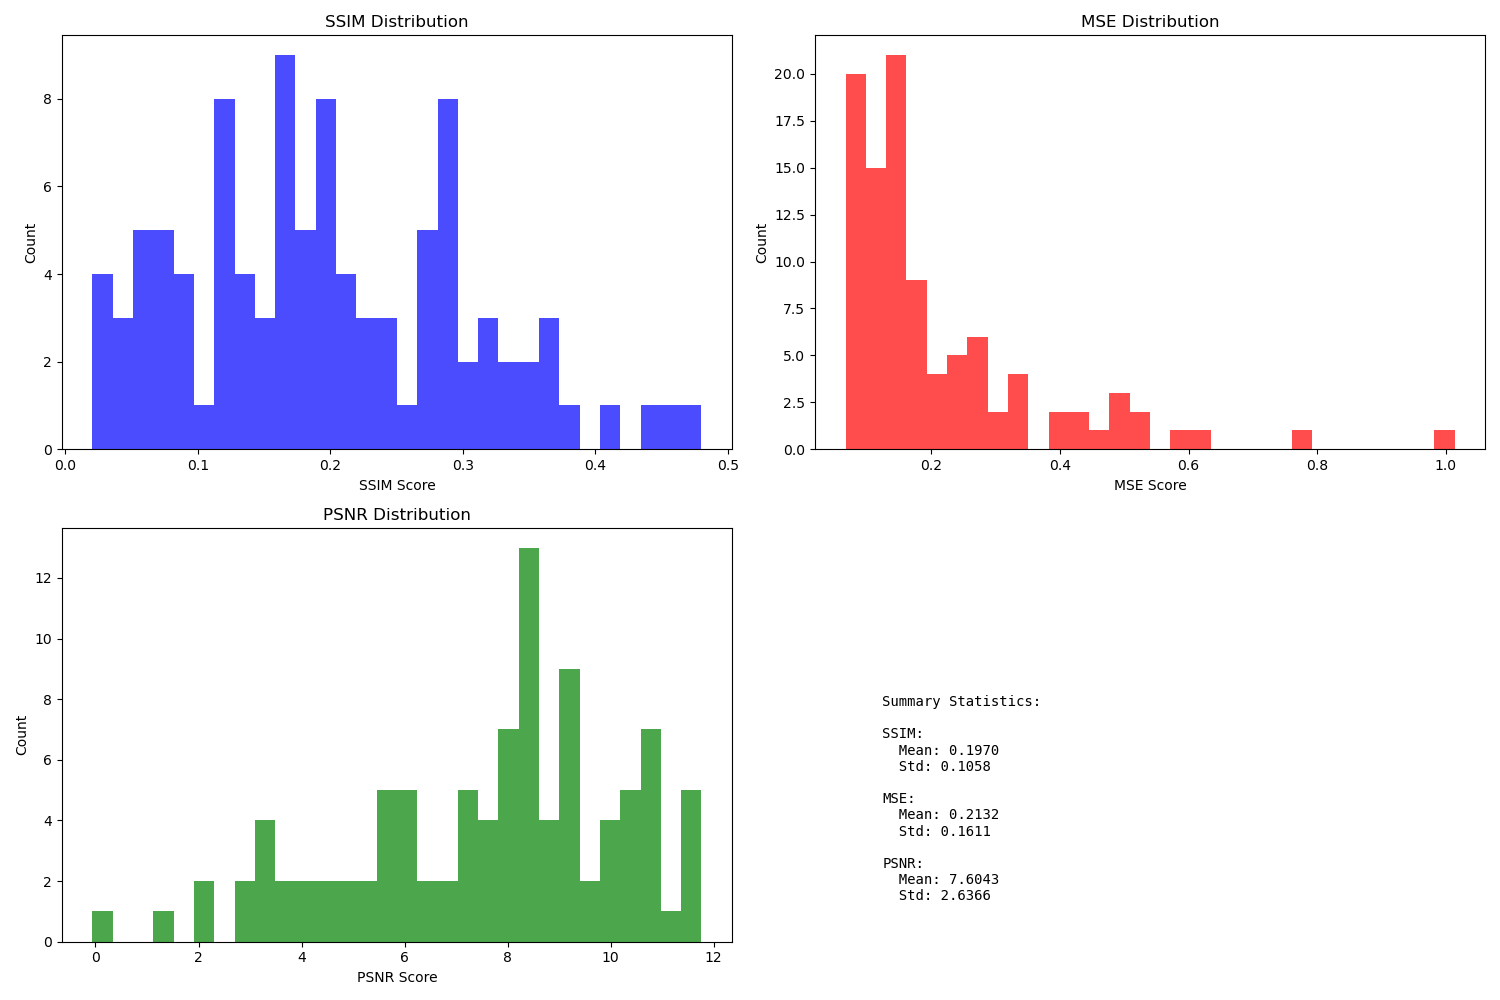 SSIM Distribution
8
6
4
2
0
Count
0.0 0.1 0.2 0.3 0.4 0.5
SSIM Score
MSE Distribution
20.0
17.5
15.0
12.5
10.0
7.5
5.0
2.5
0.0
Count
0.2 0.4 0.6 0.8 1.0
MSE Score
PSNR Distribution
12
10
8
6
4
2
0
Count
0 2 4 6 8 10 12
PSNR Score
Summary Statistics:
SSIM:
Mean: 0.1970
Std: 0.1058
MSE:
Mean: 0.2132
Std: 0.1611
PSNR:
Mean: 7.6043
Std: 2.6366